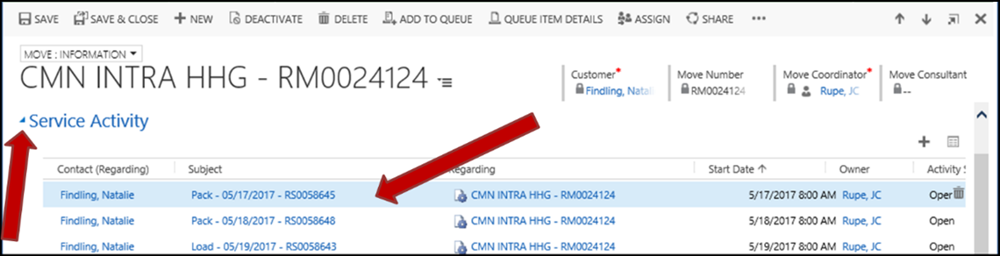 SAVE SAVE & CLOSE NEW DEACTIVATE DELETE ADD TO QUEUE QUEUE ITEM DETAILS ASSIGN SHARE
MOVE : INFORMATION
CMN INTRA HHG - RM0024124
Customer* Move Number Move Coordinator* Move Consultant
Findling, Natali RM0024124 Rupe, JC --
Service Activity
Contact (Regarding) Subject egarding Start Date Owner Activity S
Findling, Natalie Pack - 05/17/2017 - RS0058645 CMN INTRA HHG - RM0024124 5/17/2017 8:00 AM Rupe, JC Oper
Findling, Natalie Pack - 05/18/2017 - RS0058648 CMN INTRA HHG - RM0024124 5/18/2017 8:00 AM Rupe, JC Open
Findling, Natalie Load - 05/19/2017 - RS0058643 CMN INTRA HHG - RM0024124 5/19/2017 8:00 AM Rupe, JC Open